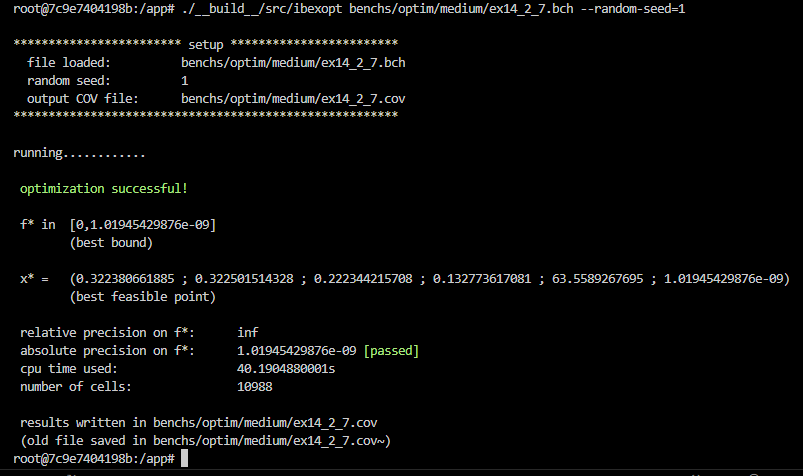 root@7c9e7404198b:/app# ./__build__/src/ibexopt benchs/optim/medium/ex14_2_7.bch --random-seed=1
************************ setup ************************
file loaded: benchs/optim/medium/ex14_2_7.bch
random seed: 1
output COV file: benchs/optim/medium/ex14_2_7.cov
*******************************************************
running............
optimization successful!
f* in [0,1.01945429876e-09]
(best bound)
x* = (0.322380661885 ; 0.322501514328 ; 0.222344215708 ; 0.132773617081 ; 63.5589267695 ; 1.01945429876e-09)
(best feasible point)
relative precision on f*: inf
absolute precision on f*: 1.01945429876e-09 [passed]
cpu time used: 40.1904880001s
number of cells: 10988
results written in benchs/optim/medium/ex14_2_7.cov
(old file saved in benchs/optim/medium/ex14_2_7.cov~)
root@7c9e7404198b:/app#